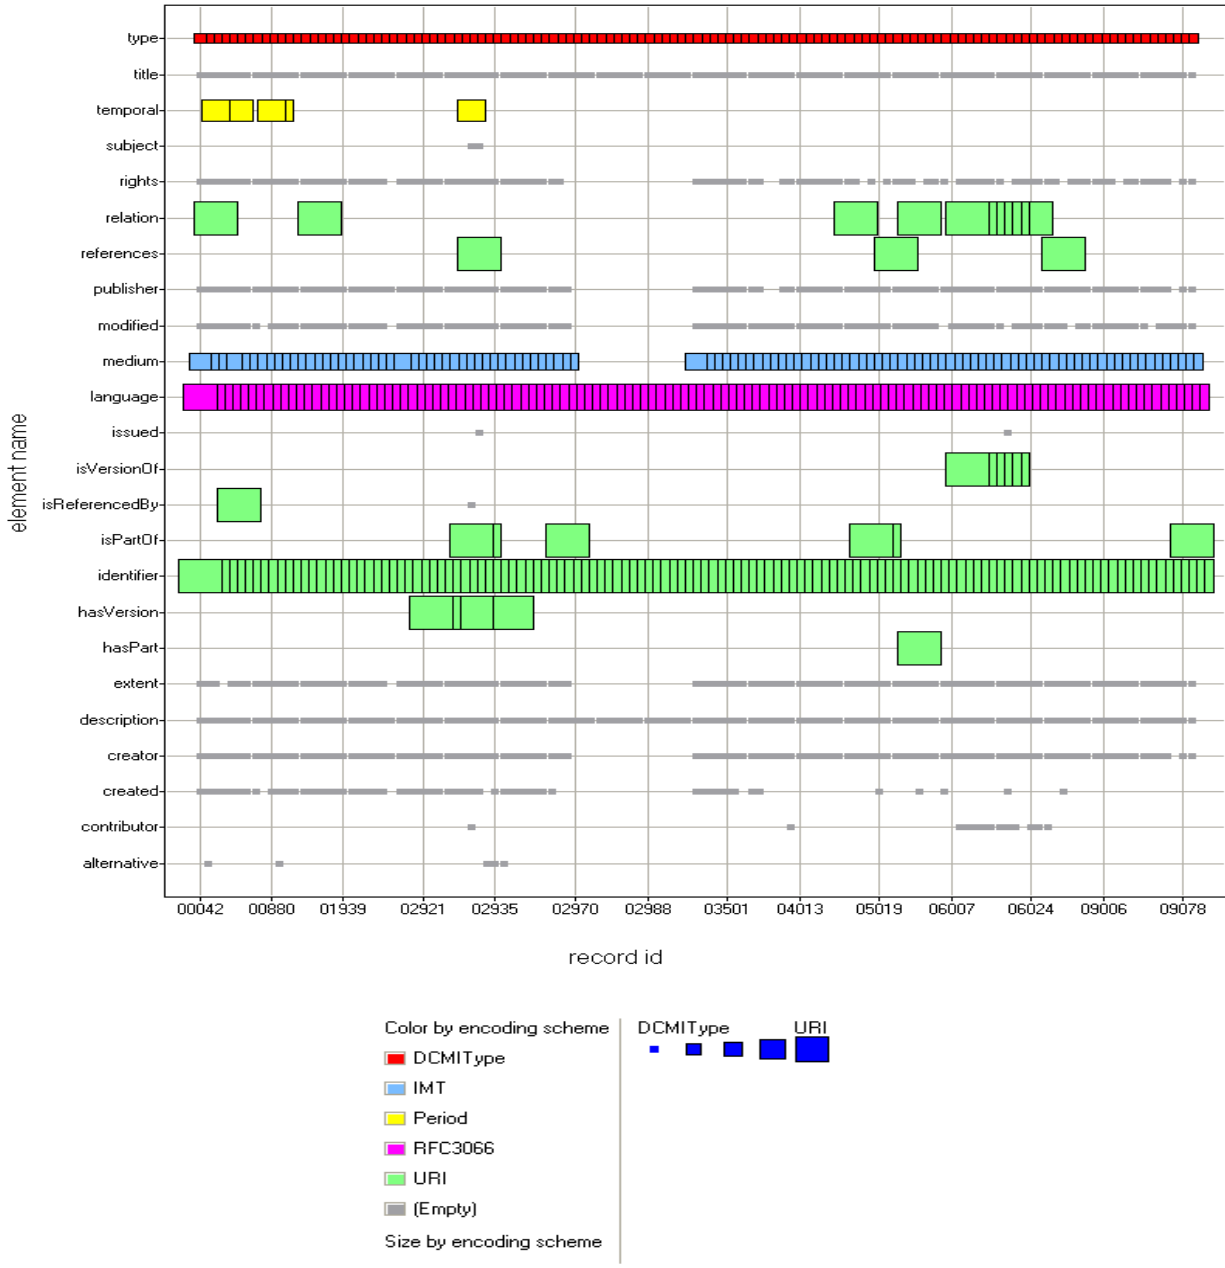 type
title
temporal
subject
rights
relation
references
publisher
modified
medium
language
issued
isVersionOf
isReferencedBy
isPartOf
identifier
hasVersion
hasPart
extent
description
creator
created
contributor
alternative
element name
00042 00880 01939 02921 02935 02970 02988 03501 04013 05019 06007 06024 09006 09078
record id
Color by encoding scheme
DCMIType
IMT
Period
RFC3066
URI
(Empty)
Size by encoding scheme
DCMIType URI